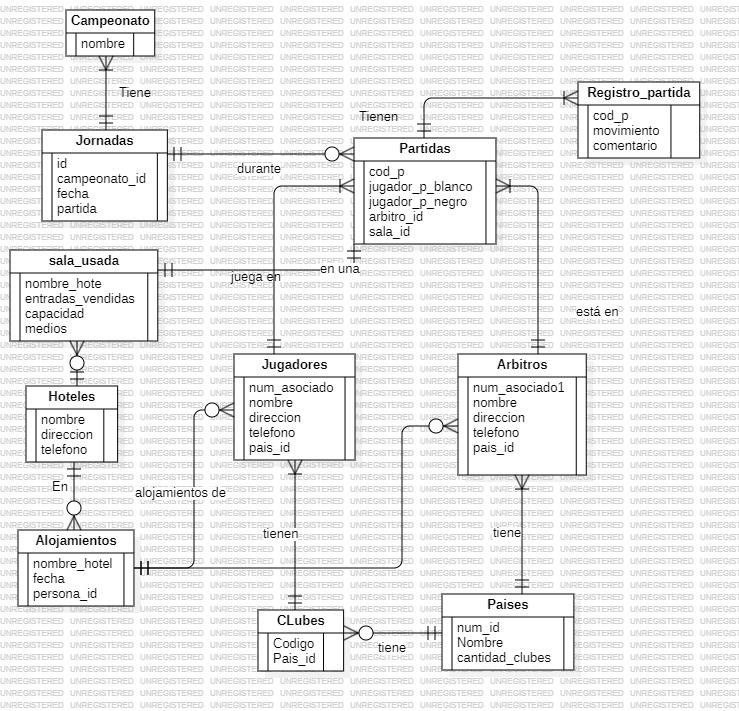 Campeonato
nombre
Tiene
Registro_partida
cod_p
movimiento
comentario
Tienen
Jornadas
id
campeonato_id
fecha
partida
durante
Partidas
cod_p
jugador_p_blanco
jugador_p_negro
arbitro_id
sala_id
sala_usada
nombre_hote
entradas_vendidas
capacidad
medios
en una
juega en
está en
Hoteles
nombre
direccion
telefono
Jugadores
num_asociado
nombre
direccion
telefono
pais_id
Arbitros
num_asociado1
nombre
direccion
telefono
pais_id
En
alojamientos de
Alojamientos
nombre_hotel
fecha
persona_id
tienen
tiene
CLubes
Codigo
Pais_id
tiene
Paises
num_id
Nombre
cantidad_clubes
UNREGISTERED